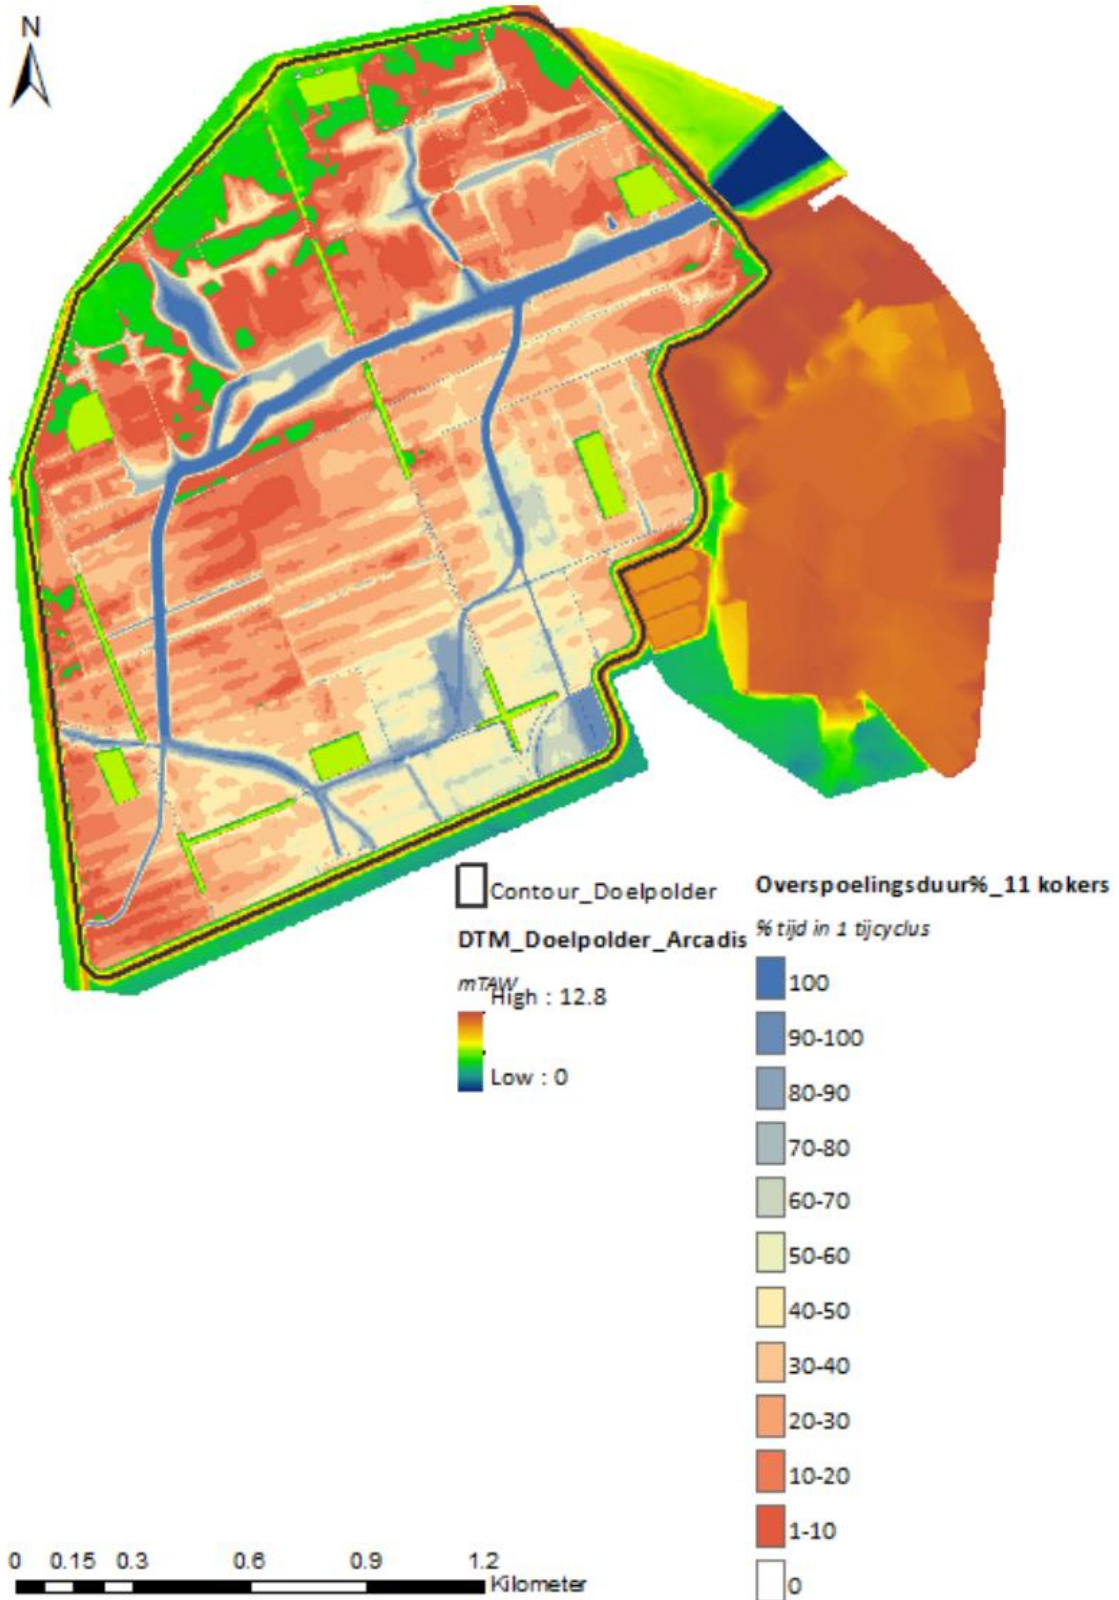 N
Contour_Doelpolder
DTM_Doelpolder_Arcadis
mTAW
High : 12.8
Low : 0
Overspoelingsduur%_11 kokers
% tijd in 1 tijcyclus
100
90-100
80-90
70-80
60-70
50-60
40-50
30-40
20-30
10-20
1-10
0
0 0.15 0.3 0.6 0.9 1.2
Kilometer